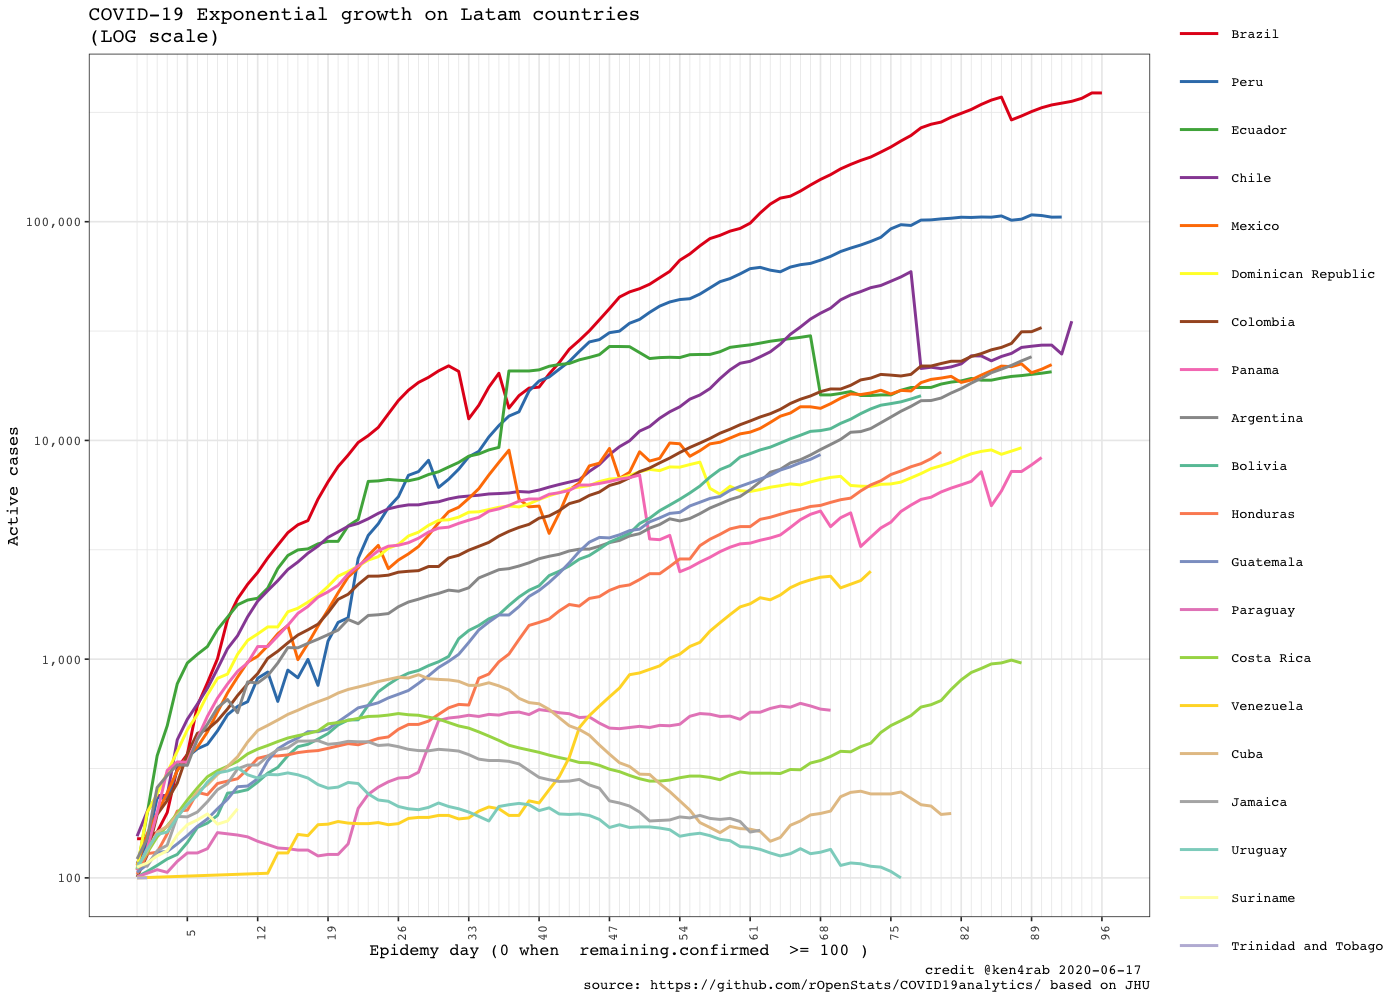 COVID-19 Exponential growth on Latam countries
(LOG scale)
Active cases
100,000
10,000
1,000
100
5 12 19 26 33 40 47 54 61 68 75 82 89 96
Epidemy day (0 when remaining.confirmed >= 100 )
credit @ken4rab 2020-06-17
source: https://github.com/rOpenStats/COVID19analytics/ based on JHU
Brazil
Peru
Ecuador
Chile
Mexico
Dominican Republic
Colombia
Panama
Argentina
Bolivia
Honduras
Guatemala
Paraguay
Costa Rica
Venezuela
Cuba
Jamaica
Uruguay
Suriname
Trinidad and Tobago